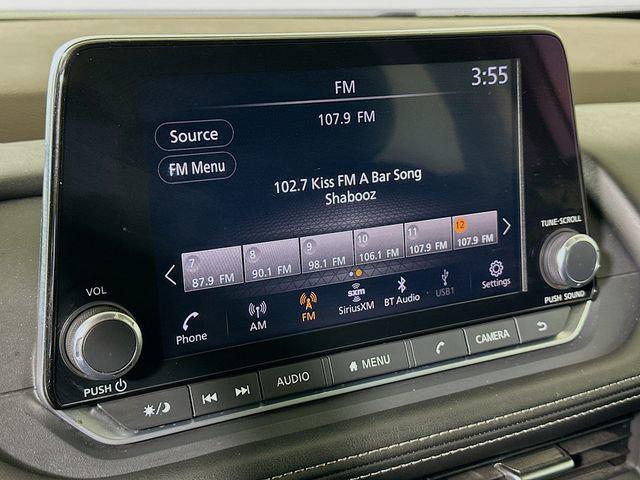 FM
3:55
107.9 FM
Source
FM Menu
102.7 Kiss FM A Bar Song
Shabooz
7
87.9 FM
8
90.1 FM
9
98.1 FM
10
106.1 FM
11
107.9 FM
12
107.9 FM
Phone
AM
FM
sxm
SiriusXM
BT Audio
USB1
Settings
VOL
PUSH
TUNE·SCROLL
PUSH SOUND
AUDIO
MENU
CAMERA